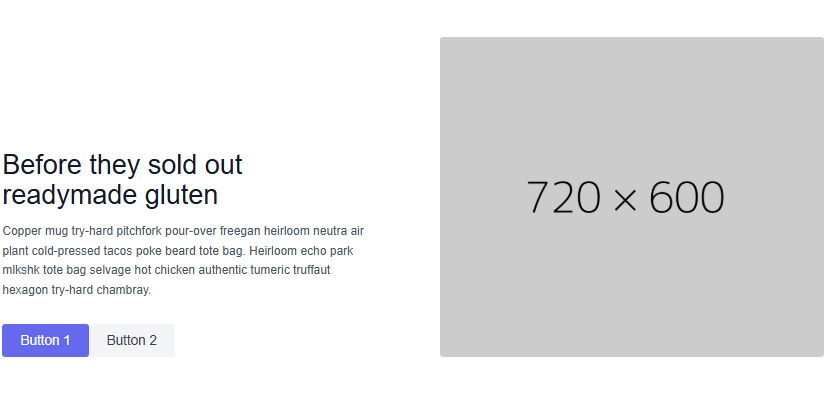 Before they sold out
readymade gluten
Copper mug try-hard pitchfork pour-over freegan heirloom neutra air
plant cold-pressed tacos poke beard tote bag. Heirloom echo park
mlkshk tote bag selvage hot chicken authentic tumeric truffaut
hexagon try-hard chambray.
Button 1 Button 2
720 × 600